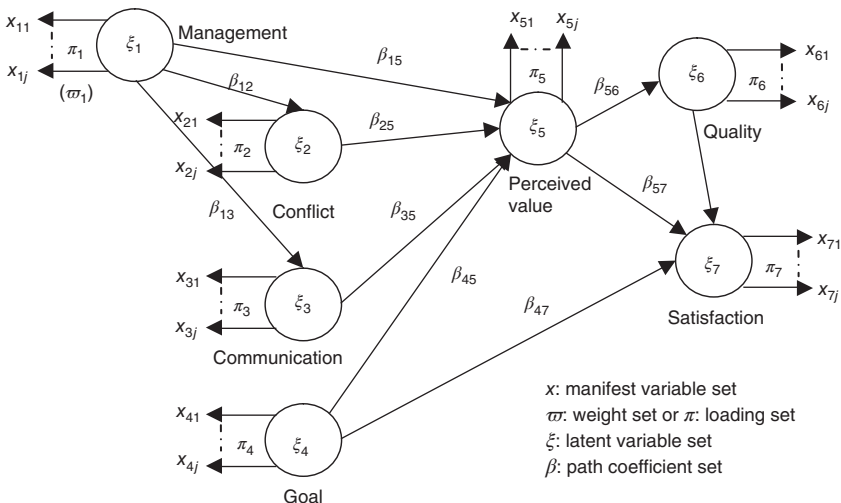 x11
Management
x51
x5j
π1
ξ1
x1j
(ϖ1)
β12
β15
π5
ξ5
β56
ξ6
π6
x61
x6j
Quality
x21
π2
ξ2
x2j
β25
Conflict
Perceived
value
β13
β35
β57
x31
π3
ξ3
x3j
Communication
β45
β47
ξ7
π7
x71
x7j
Satisfaction
x41
π4
ξ4
x4j
Goal
x: manifest variable set
ϖ: weight set or π: loading set
ξ: latent variable set
β: path coefficient set